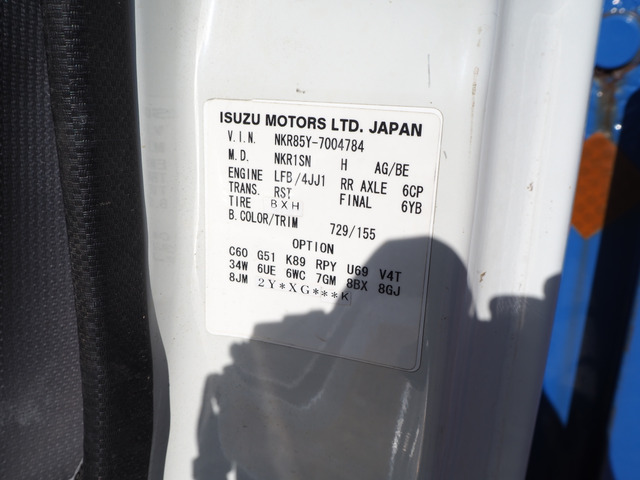 ISUZU MOTORS LTD. JAPAN
V.I.N. NKR85Y-7004784
M.D. NKR1SN H AG/BE
ENGINE LFB/4JJ1 RR AXLE 6CP
TRANS. RST FINAL 6YB
TIRE BXH
B.COLOR/TRIM 729/155
OPTION
C60 G51 K89 RPY U69 V4T
34W 6UE 6WC 7GM 8BX 8GJ
8JM 2Y*XG***K